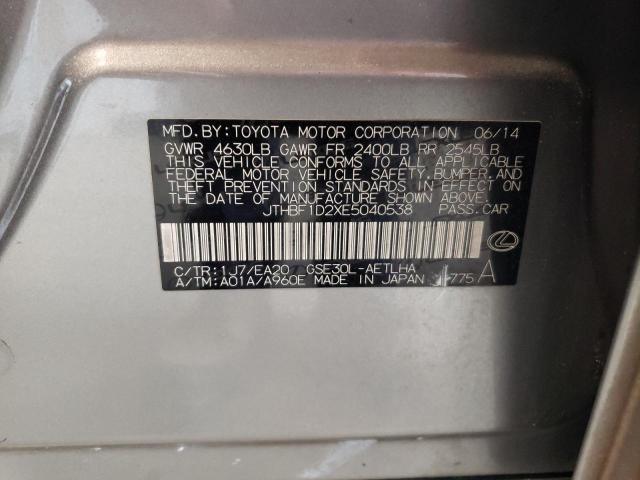 MFD. BY: TOYOTA MOTOR CORPORATION 06/14
GVWR 4630LB GAWR FR 2400LB RR 2545LB
THIS VEHICLE CONFORMS TO ALL APPLICABLE
FEDERAL MOTOR VEHICLE SAFETY, BUMPER, AND
THEFT PREVENTION STANDARDS IN EFFECT ON
THE DATE OF MANUFACTURE SHOWN ABOVE.
JTHBF1D2XE5040538 PASS. CAR
C/TR: 1J7/EA20 GSE30L-AETLHA
A/TM: A01A/A960E MADE IN JAPAN 775 A